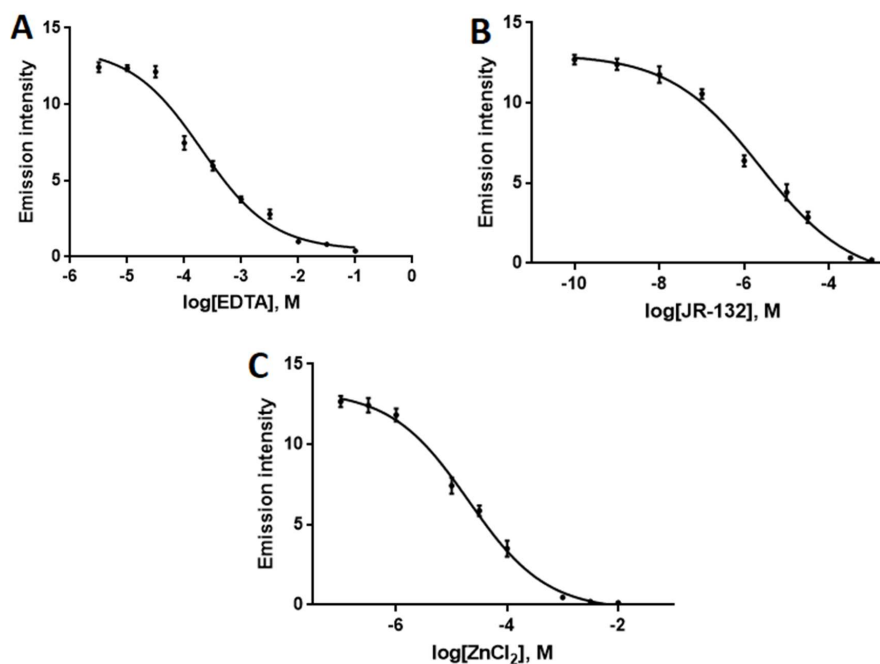 A
Emission intensity
15
10
5
0
-6 -5 -4 -3 -2 -1 0
log[EDTA], M
B
Emission intensity
15
10
5
0
-10 -8 -6 -4
log[JR-132], M
C
Emission intensity
15
10
5
0
-6 -4 -2
log[ZnCl₂], M